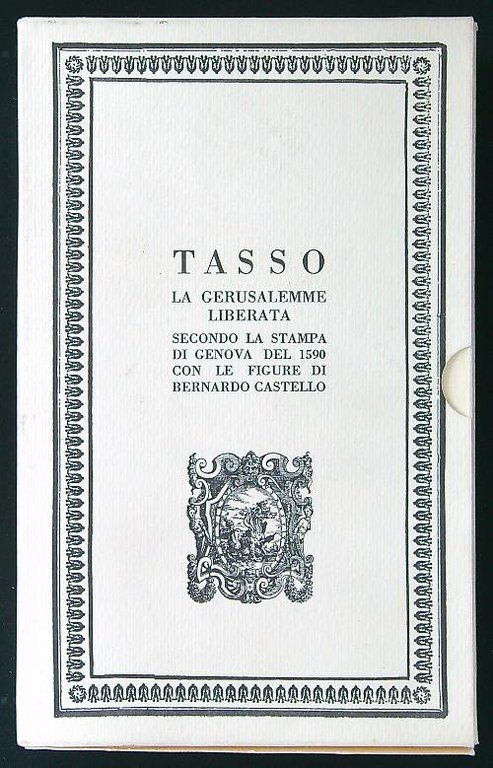 TASSO
LA GERUSALEMME
LIBERATA
SECONDO LA STAMPA
DI GENOVA DEL 1590
CON LE FIGURE DI
BERNARDO CASTELLO